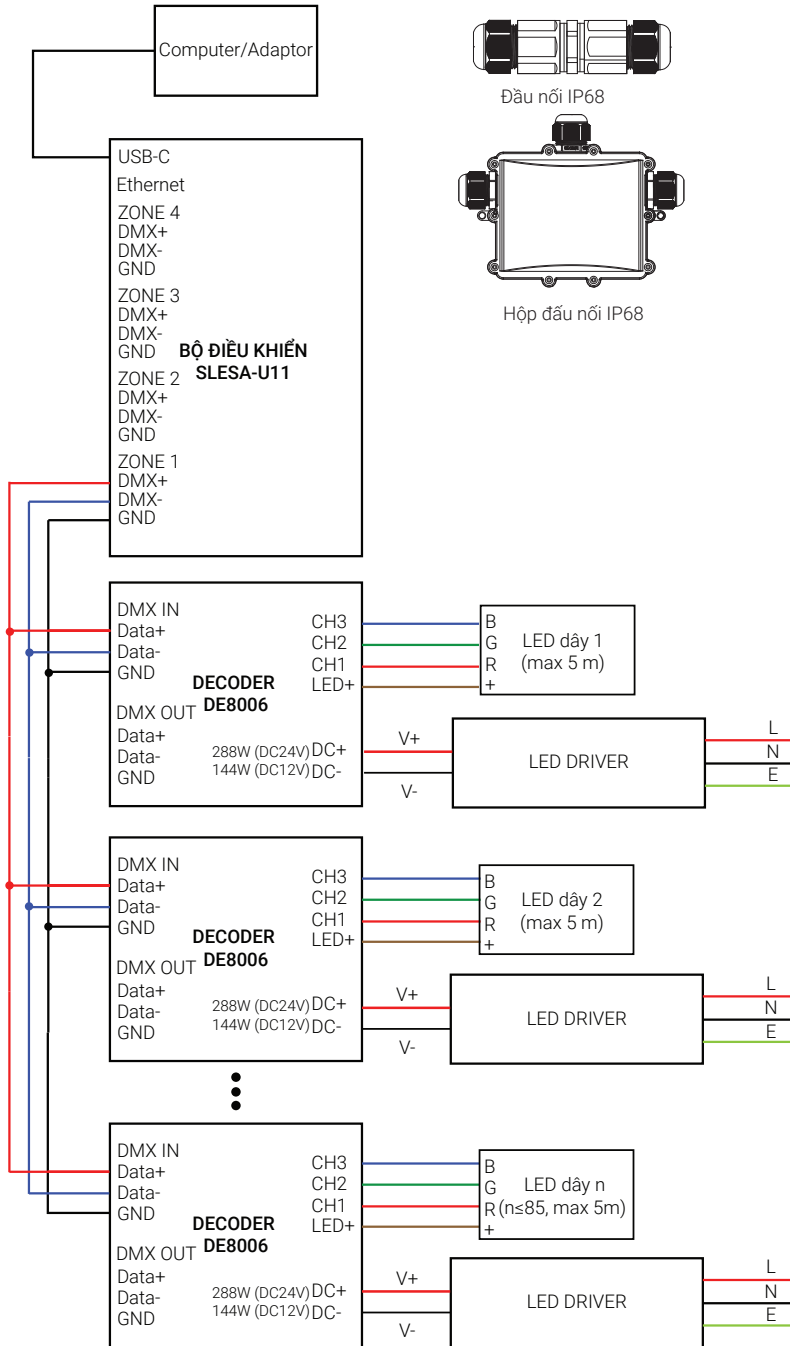 Computer/Adaptor
Đầu nối IP68
Hộp đấu nối IP68
USB-C
Ethernet
ZONE 4
DMX+
DMX-
GND
ZONE 3
DMX+
DMX-
GND
ZONE 2
DMX+
DMX-
GND
ZONE 1
DMX+
DMX-
GND
BỘ ĐIỀU KHIỂN
SLESA-U11
DMX IN
Data+
Data-
GND
DMX OUT
Data+
Data-
GND
DECODER
DE8006
CH3
CH2
CH1
LED+
288W (DC24V) DC+
144W (DC12V) DC-
B
G
R
+
LED dây 1
(max 5 m)
V+
V-
LED DRIVER
L
N
E
DMX IN
Data+
Data-
GND
DMX OUT
Data+
Data-
GND
DECODER
DE8006
CH3
CH2
CH1
LED+
288W (DC24V) DC+
144W (DC12V) DC-
B
G
R
+
LED dây 2
(max 5 m)
V+
V-
LED DRIVER
L
N
E
DMX IN
Data+
Data-
GND
DMX OUT
Data+
Data-
GND
DECODER
DE8006
CH3
CH2
CH1
LED+
288W (DC24V) DC+
144W (DC12V) DC-
B
G
R
+
LED dây n
(n≤85, max 5m)
V+
V-
LED DRIVER
L
N
E